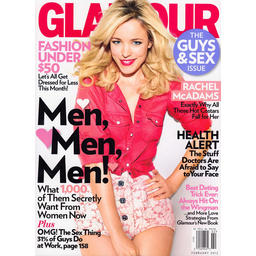 GLAMOUR
FASHION
UNDER
$50
Let's All Get
Dressed for Less
This Month!
THE
GUYS
& SEX
ISSUE
RACHEL
McADAMS
Exactly Why All
Those Hot Costars
Fall for Her
Men,
Men,
Men!
What 1,000
of Them Secretly
Want From
Women Now
Plus
OMG! The Sex Thing
31% of Guys Do
at Work, page 158
HEALTH
ALERT
The Stuff
Doctors Are
Afraid to Say
to Your Face
Best Dating
Trick Ever
Always Hit On
the Wingman
...and More Love
Strategies From
Glamour's New Book
FEBRUARY 2012